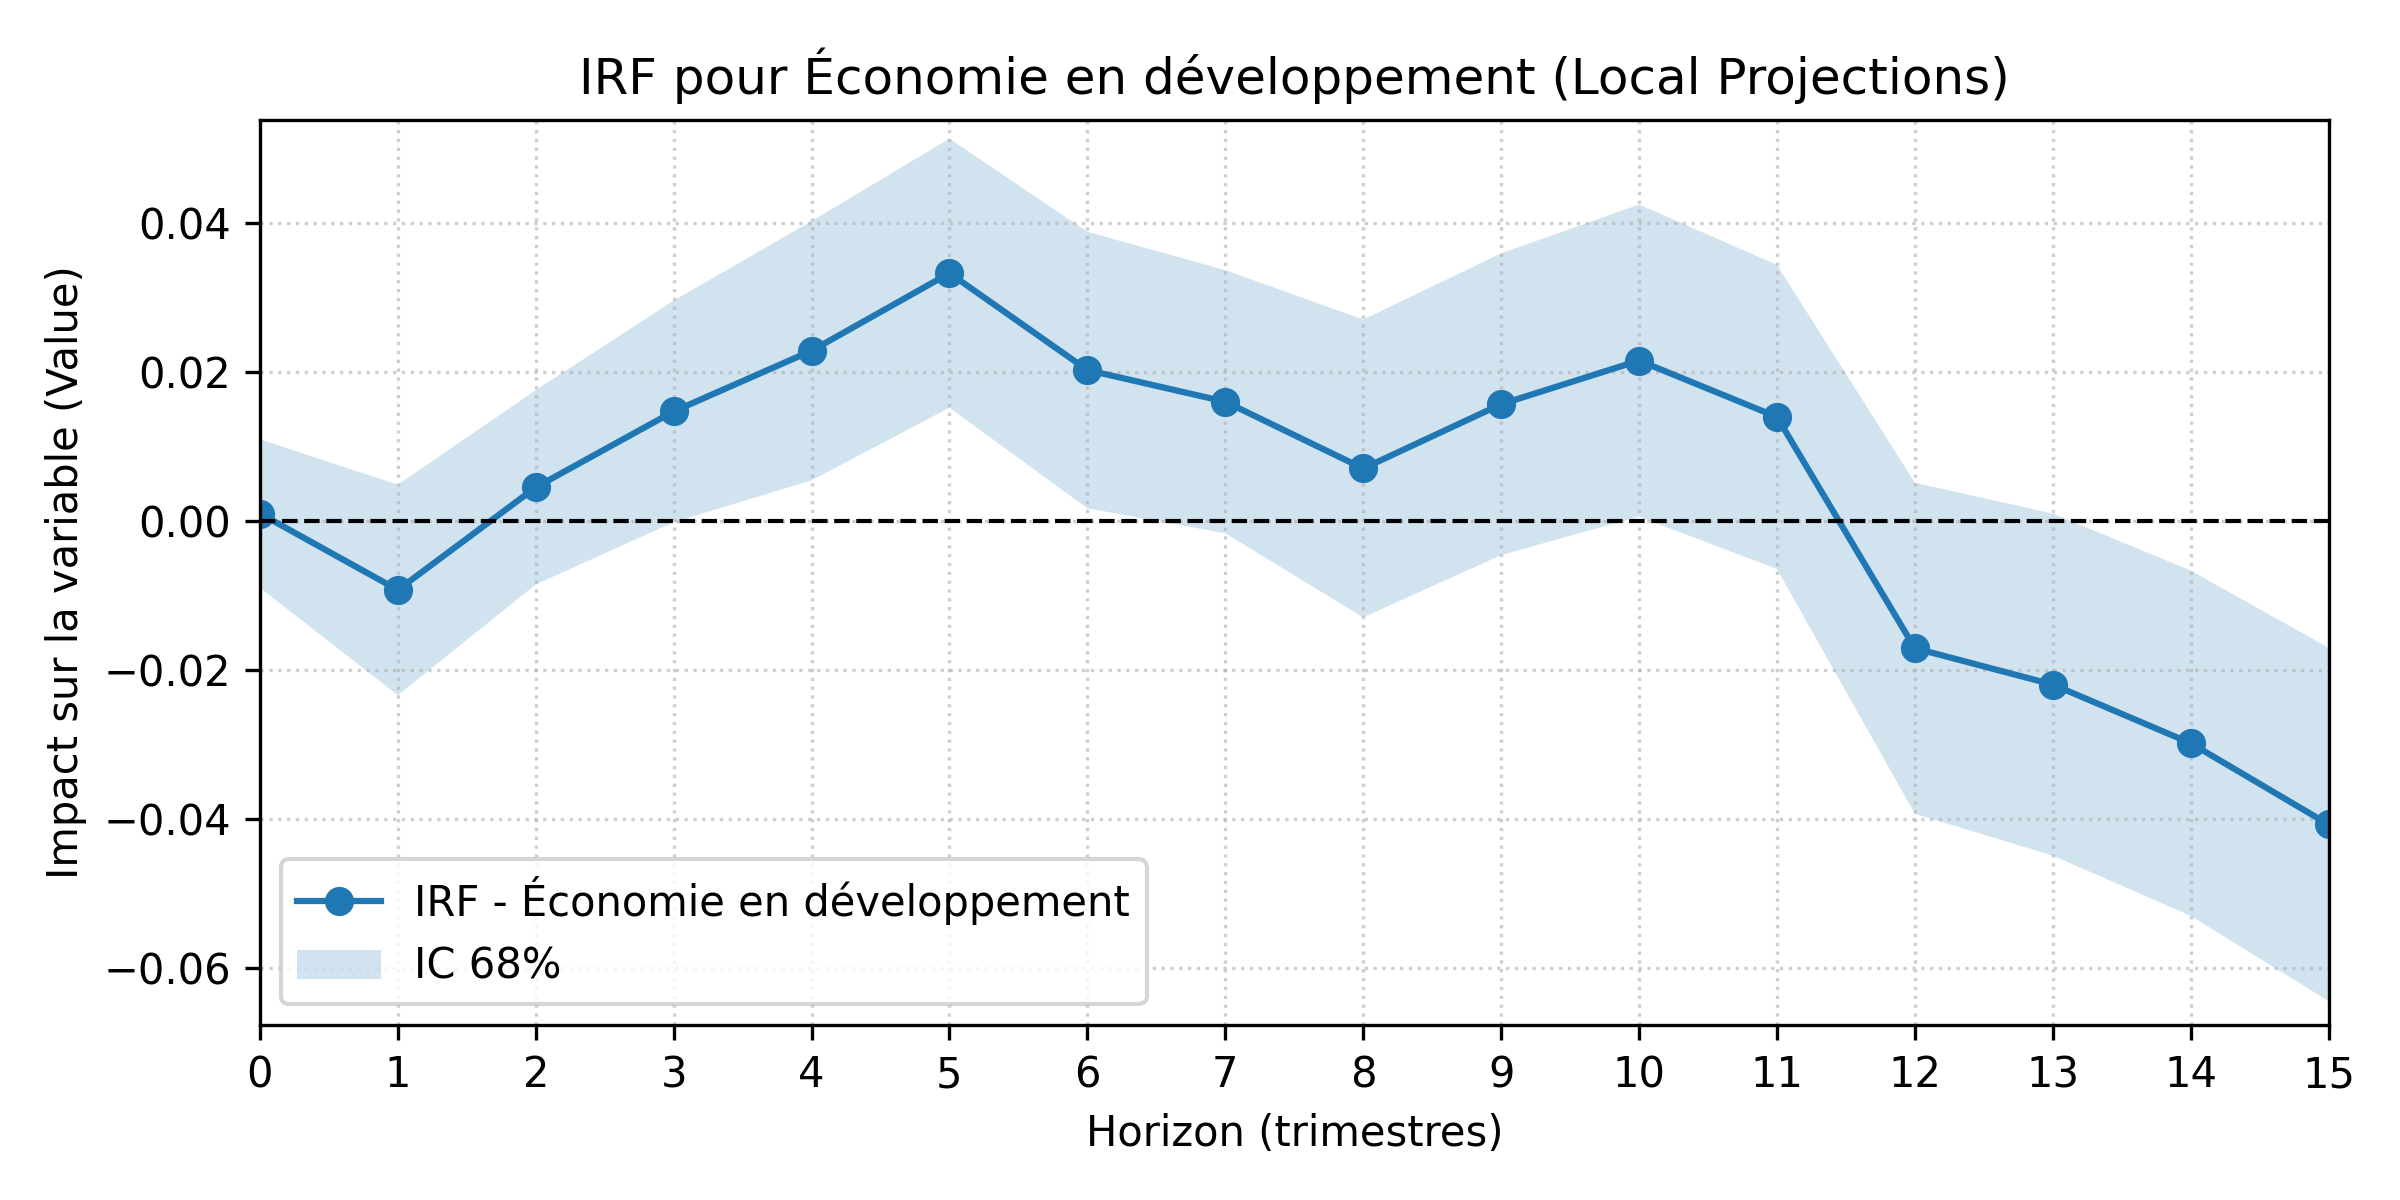 IRF pour Économie en développement (Local Projections)
Impact sur la variable (Value)
0.04
0.02
0.00
−0.02
−0.04
−0.06
IRF - Économie en développement
IC 68%
0 1 2 3 4 5 6 7 8 9 10 11 12 13 14 15
Horizon (trimestres)